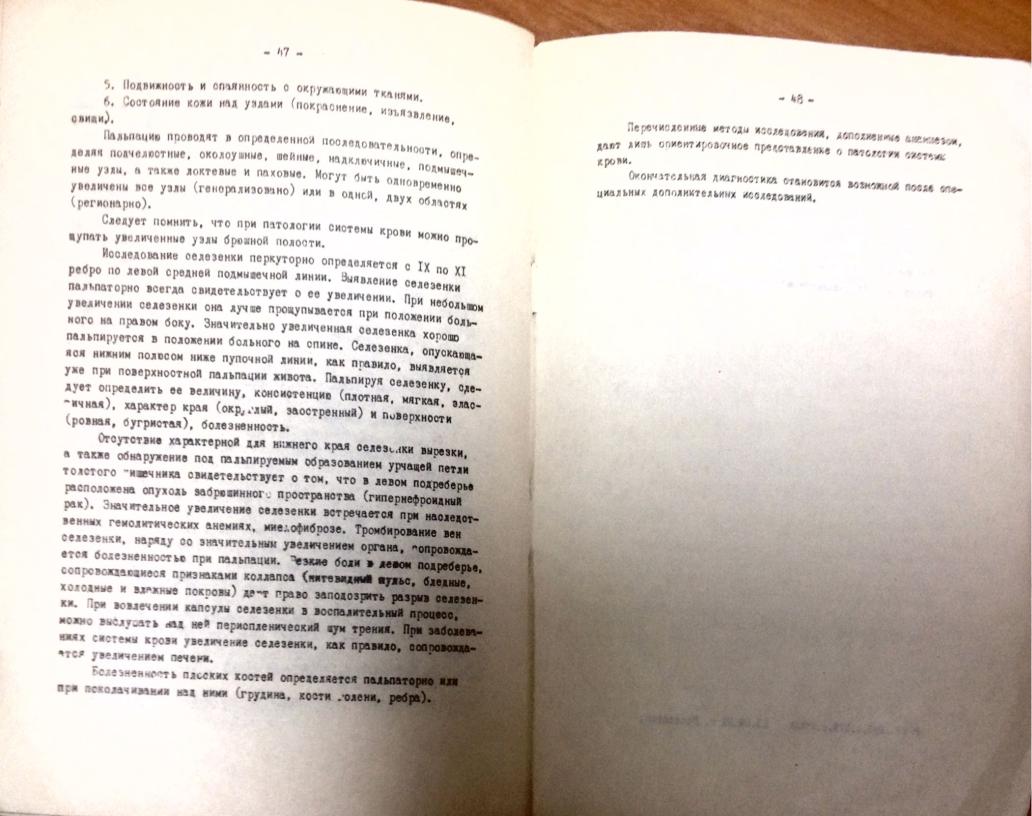 - 47 -
5. Подвижность и спаянность с окружающими тканями.
6. Состояние кожи над узлами (покраснение, изъязвление,
свищи).
Пальпацию проводят в определенной последовательности, опре-
деляя подчелюстные, околоушные, шейные, надключичные, подмышеч-
ные узлы, а также локтевые и паховые. Могут быть одновременно
увеличены все узлы (генерализовано) или в одной, двух областях
(регионарно).
Следует помнить, что при патологии системы крови можно про-
щупать увеличенные узлы брюшной полости.
Исследование селезенки перкуторно определяется с IX по XI
ребро по левой средней подмышечной линии. Выявление селезенки
пальпаторно всегда свидетельствует о ее увеличении. При небольшом
увеличении селезенки она лучше прощупывается при положении боль-
ного на правом боку. Значительно увеличенная селезенка хорошо
пальпируется в положении больного на спине. Селезенка, опускаюша-
яся нижним полюсом ниже пупочной линии, как правило, выявляется
уже при поверхностной пальпации живота. Пальпируя селезенку, сле-
дует определить ее величину, консистенцию (плотная, мягкая, элас-
тичная), характер края (округлый, заостренный) и поверхности
(ровная, бугристая), болезненность.
Отсутствие характерной для нижнего края селезенки вырезки,
а также обнаружение под пальпируемым образованием урчащей петли
толстого кишечника свидетельствует о том, что в левом подреберье
расположена опухоль забрюшинного пространства (гипернефроидный
рак). Значительное увеличение селезенки встречается при наследст-
венных гемолитических анемиях, миелофиброзе. Тромбирование вен
селезенки, наряду со значительным увеличением органа, сопровожда-
ется болезненностью при пальпации. Резкие боли в левом подреберье,
сопровождающиеся признаками коллапса (нитевидный пульс, бледные,
холодные и влажные покровы) дает право заподозрить разрыв селезен-
ки. При вовлечении капсулы селезенки в воспалительный процесс,
можно выслушать над ней периспленический шум трения. При заболева-
ниях системы крови увеличение селезенки, как правило, сопровожда-
ется увеличением печени.
Болезненность плоских костей определяется пальпаторно или
при поколачивании над ними (грудина, кости голени, ребра).
- 48 -
Перечисленные методы исследований, дополненные анамнезом,
дают лишь ориентировочное представление о патологии систем
крови.
Окончательная диагностика становится возможной после спе-
циальных дополнительных исследований.